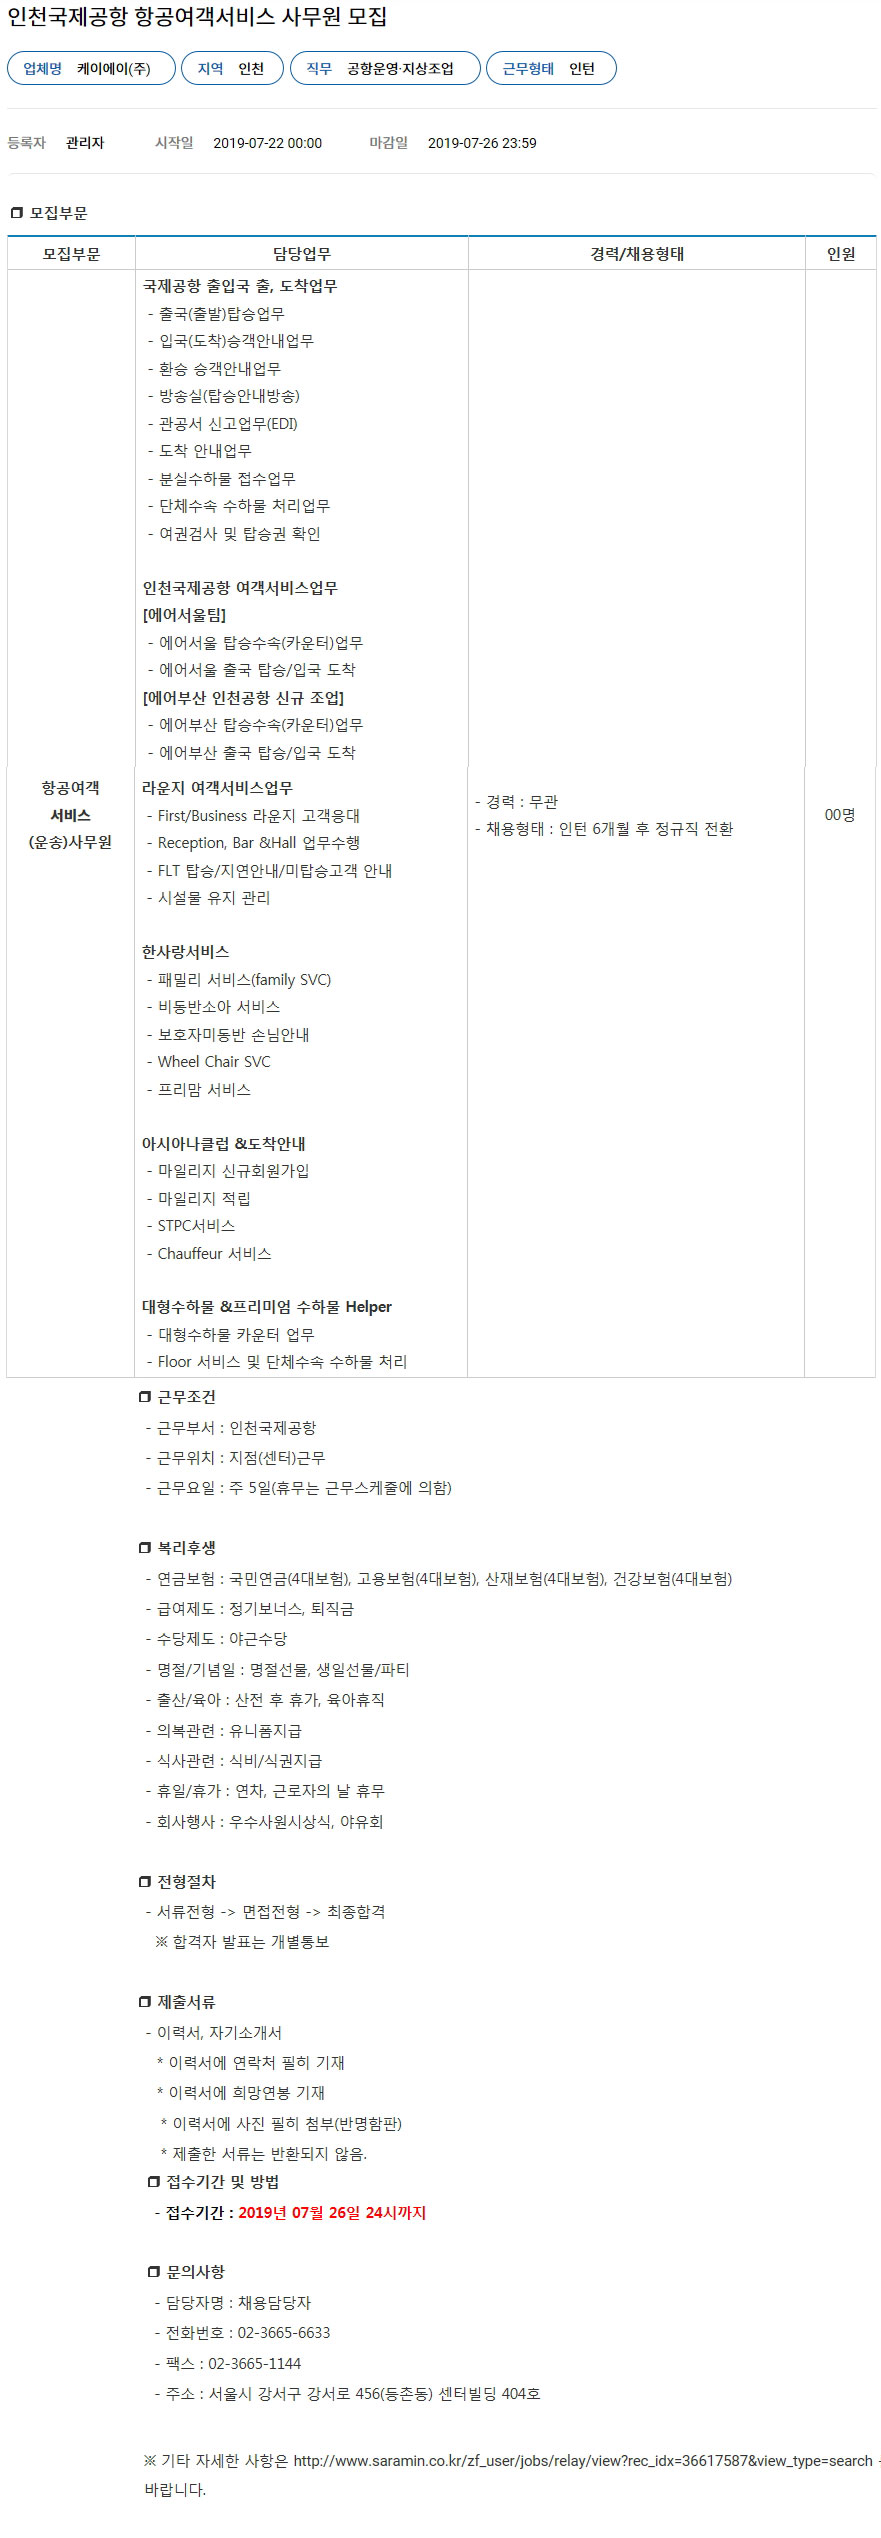 인천국제공항 항공여객서비스 사무원 모집
업체명 케이에이(주) 지역 인천 직무 공항운영·지상조업 근무형태 인턴
등록자 관리자 시작일 2019-07-22 00:00 마감일 2019-07-26 23:59
❐ 모집부문
모집부문 담당업무 경력/채용형태 인원
국제공항 출입국 출, 도착업무
- 출국(출발)탑승업무
- 입국(도착)승객안내업무
- 환승 승객안내업무
- 방송실(탑승안내방송)
- 관공서 신고업무(EDI)
- 도착 안내업무
- 분실수하물 접수업무
- 단체수속 수하물 처리업무
- 여권검사 및 탑승권 확인
인천국제공항 여객서비스업무
[에어서울팀]
- 에어서울 탑승수속(카운터)업무
- 에어서울 출국 탑승/입국 도착
[에어부산 인천공항 신규 조업]
- 에어부산 탑승수속(카운터)업무
- 에어부산 출국 탑승/입국 도착
항공여객
서비스
(운송)사무원
라운지 여객서비스업무
- First/Business 라운지 고객응대
- Reception, Bar &Hall 업무수행
- FLT 탑승/지연안내/미탑승고객 안내
- 시설물 유지 관리
한사랑서비스
- 패밀리 서비스(family SVC)
- 비동반소아 서비스
- 보호자미동반 손님안내
- Wheel Chair SVC
- 프리맘 서비스
아시아나클럽 &도착안내
- 마일리지 신규회원가입
- 마일리지 적립
- STPC서비스
- Chauffeur 서비스
대형수하물 &프리미엄 수하물 Helper
- 대형수하물 카운터 업무
- Floor 서비스 및 단체수속 수하물 처리
- 경력 : 무관
- 채용형태 : 인턴 6개월 후 정규직 전환
00명
❐ 근무조건
- 근무부서 : 인천국제공항
- 근무위치 : 지점(센터)근무
- 근무요일 : 주 5일(휴무는 근무스케줄에 의함)
❐ 복리후생
- 연금보험 : 국민연금(4대보험), 고용보험(4대보험), 산재보험(4대보험), 건강보험(4대보험)
- 급여제도 : 정기보너스, 퇴직금
- 수당제도 : 야근수당
- 명절/기념일 : 명절선물, 생일선물/파티
- 출산/육아 : 산전 후 휴가, 육아휴직
- 의복관련 : 유니폼지급
- 식사관련 : 식비/식권지급
- 휴일/휴가 : 연차, 근로자의 날 휴무
- 회사행사 : 우수사원시상식, 야유회
❐ 전형절차
- 서류전형 -> 면접전형 -> 최종합격
※ 합격자 발표는 개별통보
❐ 제출서류
- 이력서, 자기소개서
* 이력서에 연락처 필히 기재
* 이력서에 희망연봉 기재
* 이력서에 사진 필히 첨부(반명함판)
* 제출한 서류는 반환되지 않음.
❐ 접수기간 및 방법
- 접수기간 : 2019년 07월 26일 24시까지
❐ 문의사항
- 담당자명 : 채용담당자
- 전화번호 : 02-3665-6633
- 팩스 : 02-3665-1144
- 주소 : 서울시 강서구 강서로 456(등촌동) 센터빌딩 404호
※ 기타 자세한 사항은 http://www.saramin.co.kr/zf_user/jobs/relay/view?rec_idx=36617587&view_type=search
바랍니다.